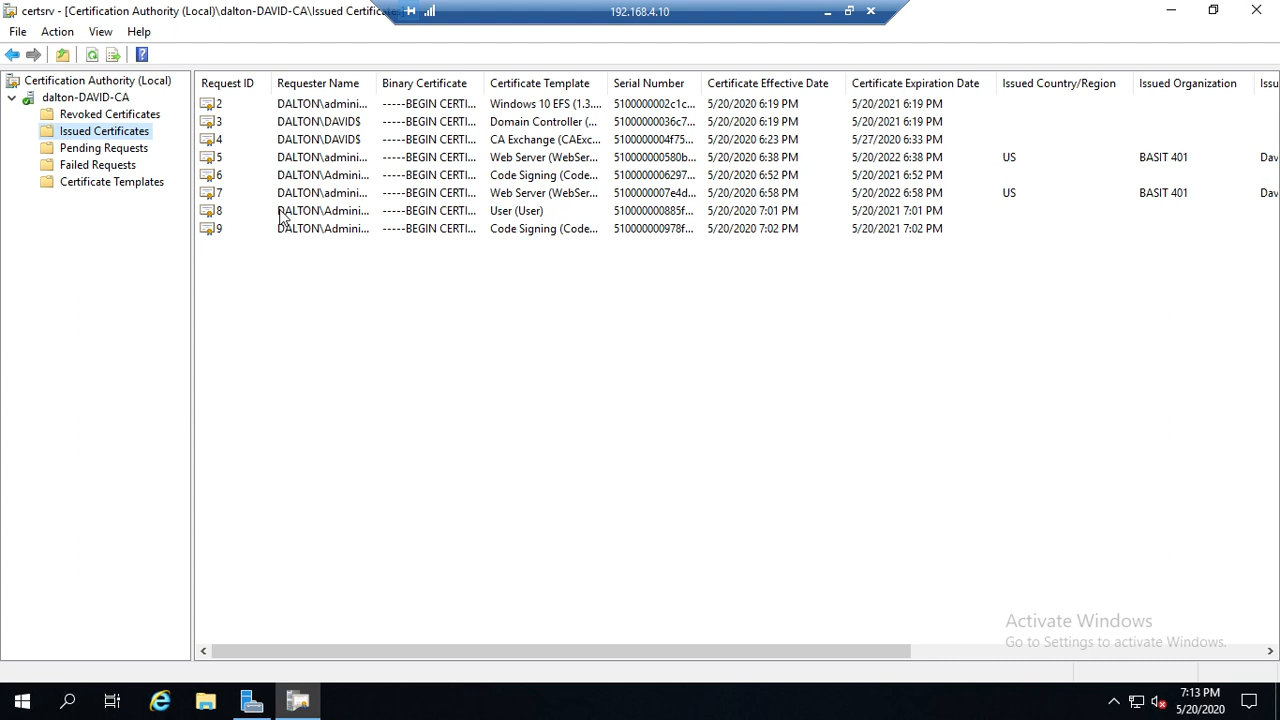 certsrv - [Certification Authority (Local)\dalton-DAVID-CA\Issued Certificates]
192.168.4.10
File Action View Help
Certification Authority (Local)
dalton-DAVID-CA
Revoked Certificates
Issued Certificates
Pending Requests
Failed Requests
Certificate Templates
Request ID Requester Name Binary Certificate Certificate Template Serial Number Certificate Effective Date Certificate Expiration Date Issued Country/Region Issued Organization Issu
2 DALTON\admini... -----BEGIN CERTI... Windows 10 EFS (1.3.... 5100000002c1c... 5/20/2020 6:19 PM 5/20/2021 6:19 PM
3 DALTON\DAVID$ -----BEGIN CERTI... Domain Controller (... 51000000036c7... 5/20/2020 6:19 PM 5/20/2021 6:19 PM
4 DALTON\DAVID$ -----BEGIN CERTI... CA Exchange (CAExc... 5100000004f75... 5/20/2020 6:23 PM 5/27/2020 6:33 PM
5 DALTON\admini... -----BEGIN CERTI... Web Server (WebSer... 5100000000580b... 5/20/2020 6:38 PM 5/20/2022 6:38 PM US BASIT 401 Dav
6 DALTON\Admini... -----BEGIN CERTI... Code Signing (Code... 51000000006297... 5/20/2020 6:52 PM 5/20/2021 6:52 PM
7 DALTON\admini... -----BEGIN CERTI... Web Server (WebSer... 51000000007e4d... 5/20/2020 6:58 PM 5/20/2022 6:58 PM US BASIT 401 Dav
8 DALTON\Admini... -----BEGIN CERTI... User (User) 510000000885f... 5/20/2020 7:01 PM 5/20/2021 7:01 PM
9 DALTON\Admini... -----BEGIN CERTI... Code Signing (Code... 510000000978f... 5/20/2020 7:02 PM 5/20/2021 7:02 PM
Activate Windows
Go to Settings to activate Windows.
7:13 PM
5/20/2020